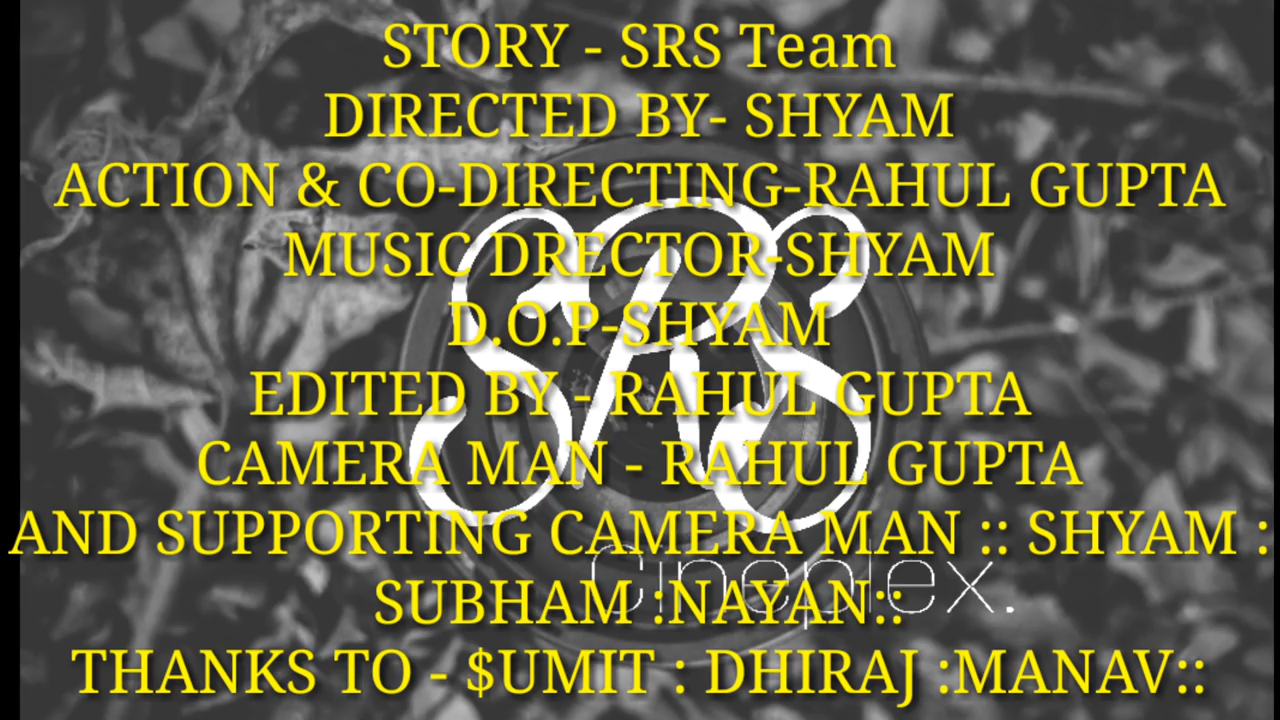 STORY - SRS Team
DIRECTED BY- SHYAM
ACTION & CO-DIRECTING-RAHUL GUPTA
MUSIC DRECTOR-SHYAM
D.O.P-SHYAM
EDITED BY - RAHUL GUPTA
CAMERA MAN - RAHUL GUPTA
AND SUPPORTING CAMERA MAN :: SHYAM :
SUBHAM :NAYAN::
THANKS TO - $UMIT : DHIRAJ :MANAV::
SRS
Cineplex.